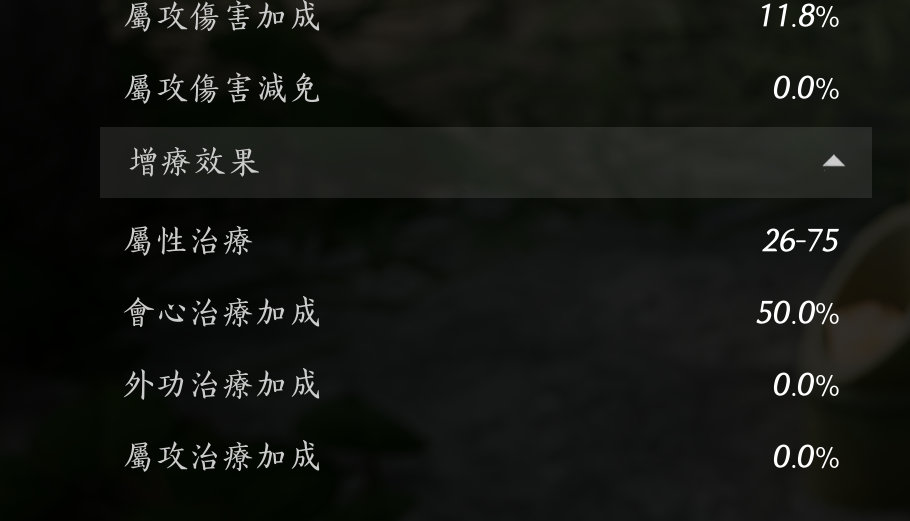 屬攻傷害加成 11.8%
屬攻傷害減免 0.0%
增療效果
屬性治療 26-75
會心治療加成 50.0%
外功治療加成 0.0%
屬攻治療加成 0.0%